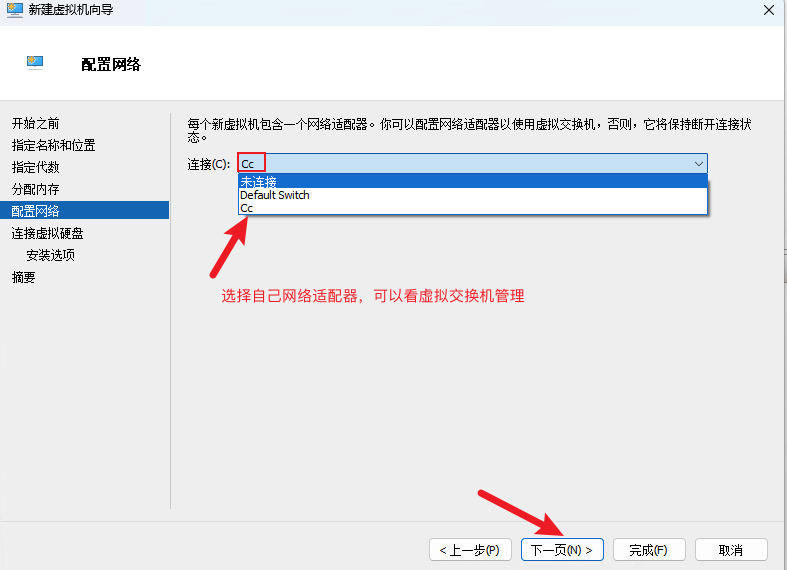 新建虚拟机向导
配置网络
开始之前
指定名称和位置
指定代数
分配内存
配置网络
连接虚拟硬盘
安装选项
摘要
每个新虚拟机包含一个网络适配器。你可以配置网络适配器以使用虚拟交换机，否则，它将保持断开连接状
态。
连接(C):
Cc
未连接
Default Switch
Cc
选择自己网络适配器，可以看虚拟交换机管理
< 上一步(P)
下一页(N) >
完成(F)
取消